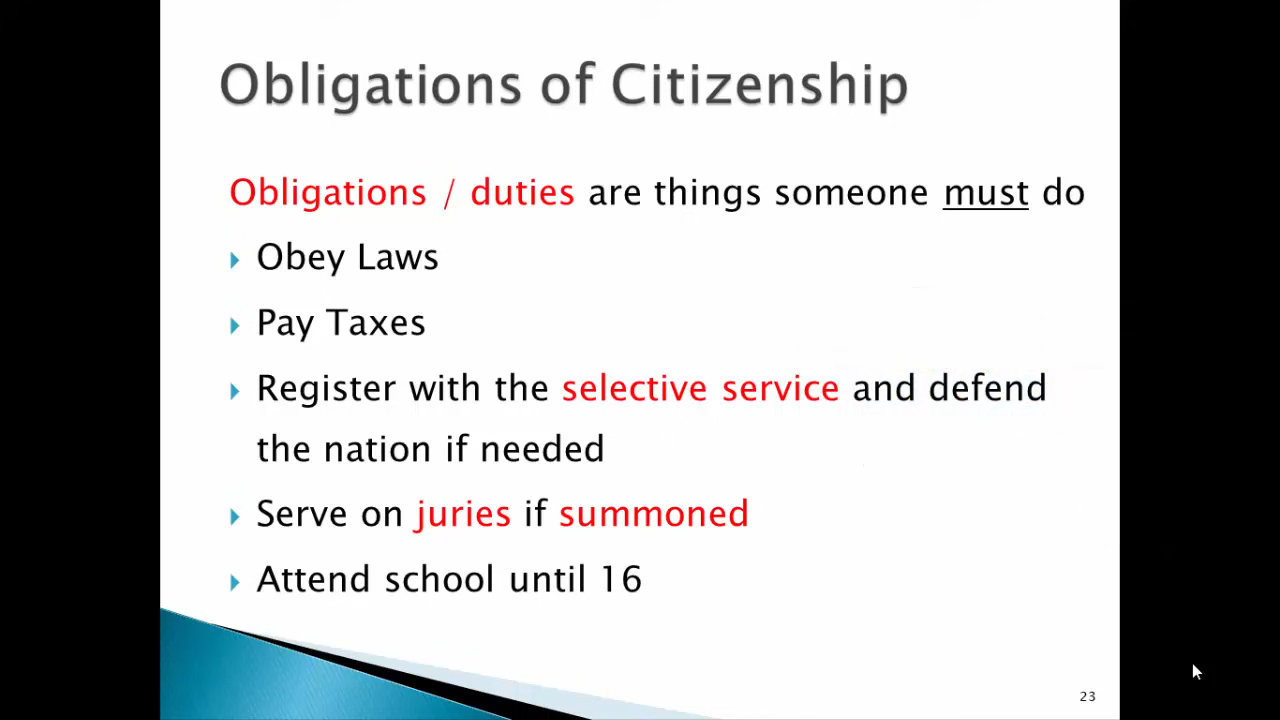 Obligations of Citizenship
Obligations / duties are things someone must do
Obey Laws
Pay Taxes
Register with the selective service and defend
the nation if needed
Serve on juries if summoned
Attend school until 16
23